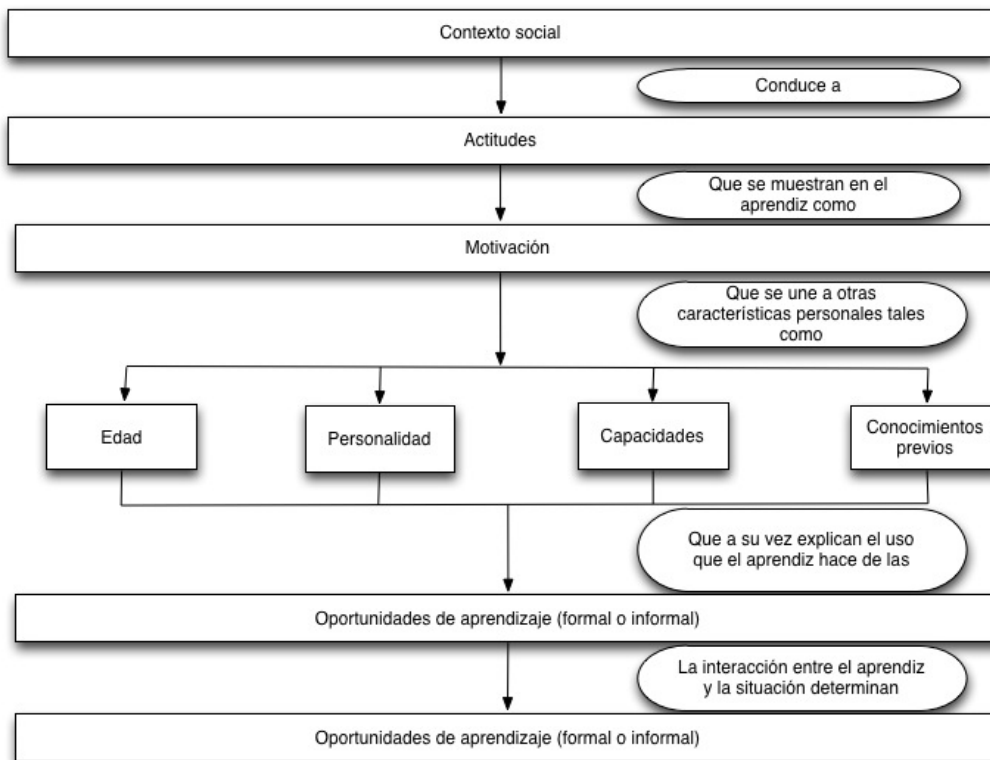 Contexto social
Conduce a
Actitudes
Que se muestran en el
aprendiz como
Motivación
Que se une a otras
características personales tales
como
Edad
Personalidad
Capacidades
Conocimientos
previos
Que a su vez explican el uso
que el aprendiz hace de las
Oportunidades de aprendizaje (formal o informal)
La interacción entre el aprendiz
y la situación determinan
Oportunidades de aprendizaje (formal o informal)